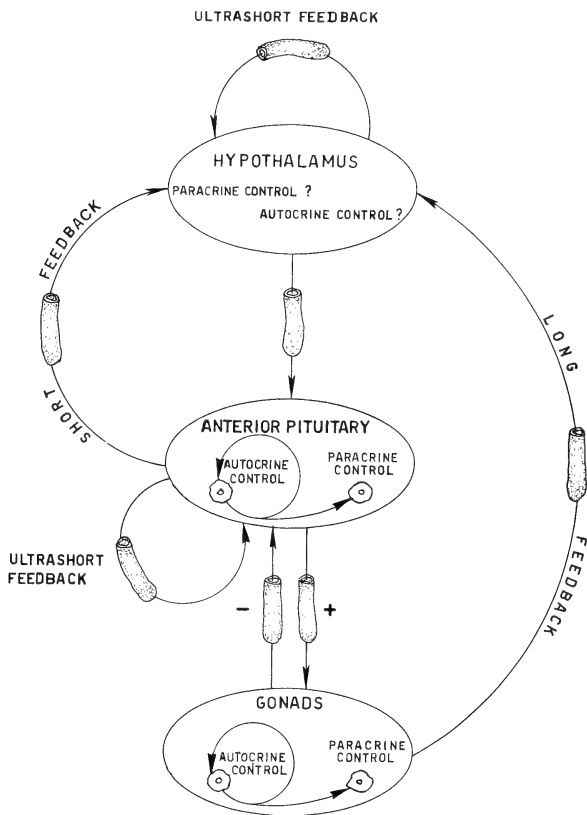 ULTRASHORT FEEDBACK
HYPOTHALAMUS
PARACRINE CONTROL ?
AUTOCRINE CONTROL ?
FEEDBACK
SHORT
LONG
FEEDBACK
ANTERIOR PITUITARY
AUTOCRINE
CONTROL
PARACRINE
CONTROL
ULTRASHORT
FEEDBACK
- +
GONADS
AUTOCRINE
CONTROL
PARACRINE
CONTROL